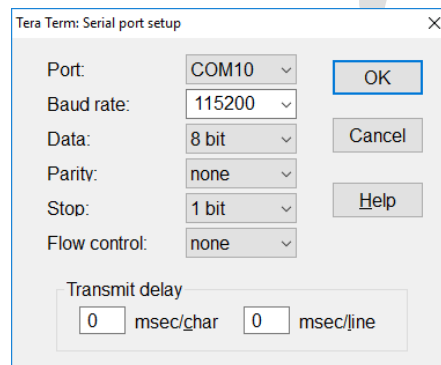 Tera Term: Serial port setup
Port: COM10
OK
Baud rate: 115200
Data: 8 bit
Cancel
Parity: none
Stop: 1 bit
Help
Flow control: none
Transmit delay
0 msec/char 0 msec/line